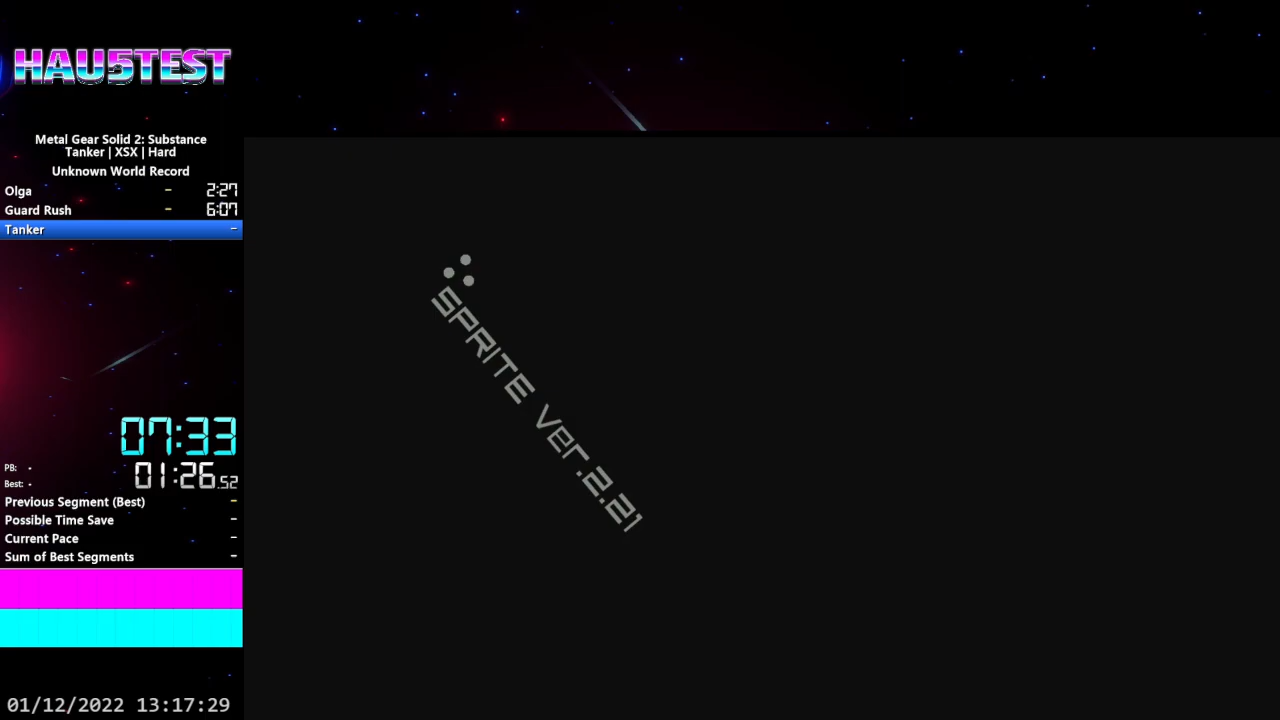 HAU5TEST
Metal Gear Solid 2: Substance
Tanker | XSX | Hard
Unknown World Record
Olga – 2:27
Guard Rush – 6:07
Tanker –
07:33
PB: -
01:26.52
Best: -
Previous Segment (Best) –
Possible Time Save –
Current Pace –
Sum of Best Segments –
01/12/2022 13:17:29
SPRITE Ver.2.21